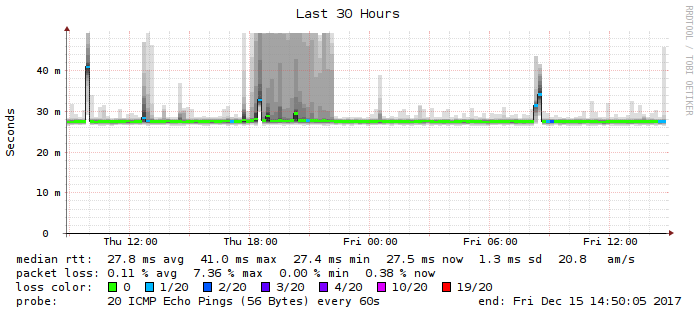 Last 30 Hours
RRDTOOL / TOBI OETIKER
Seconds
40 m
30 m
20 m
10 m
0
Thu 12:00 Thu 18:00 Fri 00:00 Fri 06:00 Fri 12:00
median rtt: 27.8 ms avg 41.0 ms max 27.4 ms min 27.5 ms now 1.3 ms sd 20.8 am/s
packet loss: 0.11 % avg 7.36 % max 0.00 % min 0.38 % now
loss color: 0 1/20 2/20 3/20 4/20 10/20 19/20
probe: 20 ICMP Echo Pings (56 Bytes) every 60s end: Fri Dec 15 14:50:05 2017